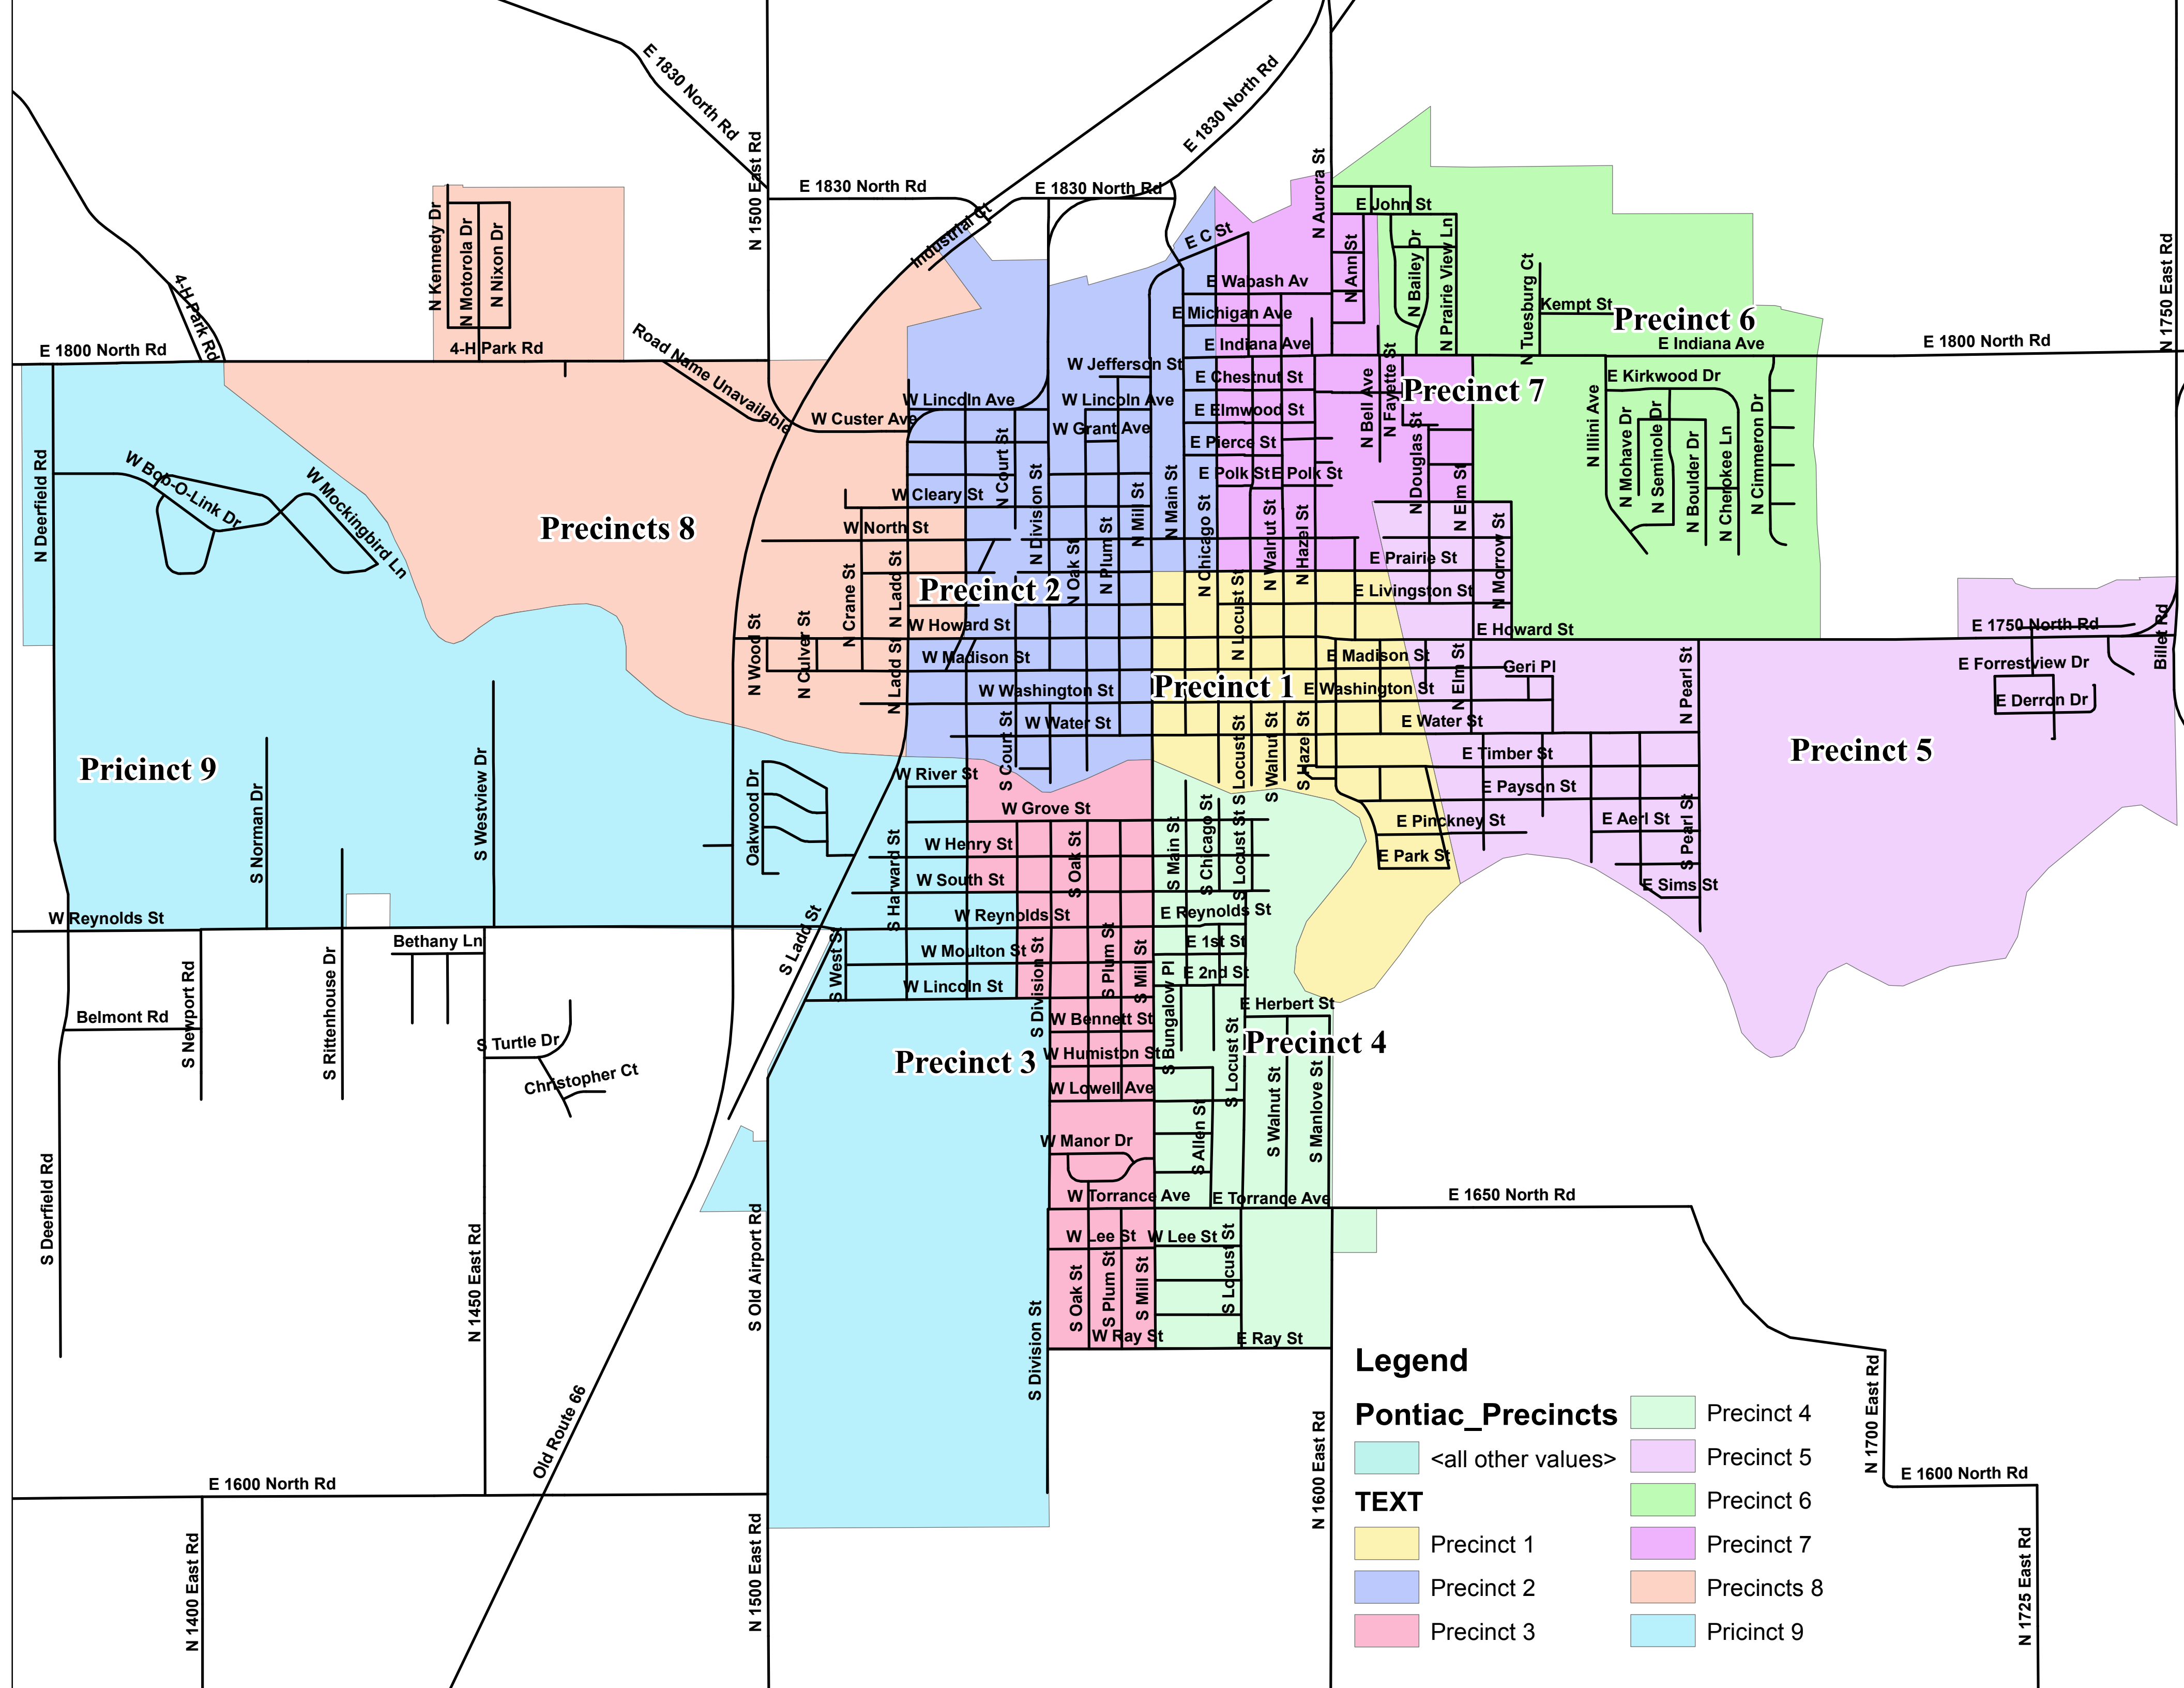 E 1830 North Rd
E 1830 North Rd
N 1500 East Rd
E 1830 North Rd
E 1830 North Rd
Industrial Ct
N Aurora St
E John St
E C St
N Kennedy Dr
N Motorola Dr
N Nixon Dr
4-H Park Rd
N Ann St
N Bailey Dr
N Prairie View Ln
N Tuesburg Ct
Kempt St
Precinct 6
N 1750 East Rd
E Wabash Av
E Michigan Ave
E Indiana Ave
E Indiana Ave
E 1800 North Rd
E 1800 North Rd
4-H Park Rd
Road Name Unavailable
W Jefferson St
E Chestnut St
N Bell Ave
N Fayette St
Precinct 7
E Kirkwood Dr
W Lincoln Ave
W Lincoln Ave
W Custer Ave
W Grant Ave
E Elmwood St
E Pierce St
E Polk St
E Polk St
N Douglas St
N Elm St
N Illini Ave
N Mohave Dr
N Seminole Dr
N Boulder Dr
N Cherokee Ln
N Cimmeron Dr
N Deerfield Rd
W Bob-O-Link Dr
W Mockingbird Ln
Precincts 8
W Cleary St
W North St
N Court St
N Division St
N Oak St
N Plum St
N Mill St
N Main St
N Chicago St
N Locust St
N Walnut St
N Hazel St
E Prairie St
E Livingston St
N Morrow St
E Howard St
Precinct 2
N Wood St
N Culver St
N Crane St
N Ladd St
N Ladd St
W Howard St
W Madison St
W Washington St
W Water St
Precinct 1
E Madison St
E Washington St
E Water St
N Elm St
Geri Pl
N Pearl St
E 1750 North Rd
E Forrestview Dr
E Derron Dr
Billet Rd
Precinct 5
Pricinct 9
S Norman Dr
S Westview Dr
Oakwood Dr
W River St
S Court St
W Grove St
S Locust St
S Walnut St
S Hazel St
E Timber St
E Payson St
E Pinckney St
E Aerl St
S Pearl St
E Park St
E Sims St
W Henry St
W South St
S Harward St
S Oak St
S Main St
S Chicago St
S Locust St
W Reynolds St
W Reynolds St
E Reynolds St
Bethany Ln
S Ladd St
S West St
W Moulton St
W Lincoln St
S Division St
S Plum St
S Mill St
E 1st St
E 2nd St
S Bungalow Pl
E Herbert St
Belmont Rd
S Newport Rd
S Rittenhouse Dr
S Turtle Dr
Christopher Ct
Precinct 3
W Bennett St
W Humiston St
W Lowell Ave
Precinct 4
S Locust St
S Walnut St
S Manlove St
S Allen St
W Manor Dr
W Torrance Ave
E Torrance Ave
E 1650 North Rd
S Deerfield Rd
N 1450 East Rd
S Old Airport Rd
Old Route 66
W Lee St
W Lee St
S Oak St
S Plum St
S Mill St
S Locust St
W Ray St
E Ray St
S Division St
E 1600 North Rd
N 1400 East Rd
N 1500 East Rd
N 1600 East Rd
N 1700 East Rd
E 1600 North Rd
N 1725 East Rd
Legend
Pontiac_Precincts
<all other values>
TEXT
Precinct 1
Precinct 2
Precinct 3
Precinct 4
Precinct 5
Precinct 6
Precinct 7
Precincts 8
Pricinct 9